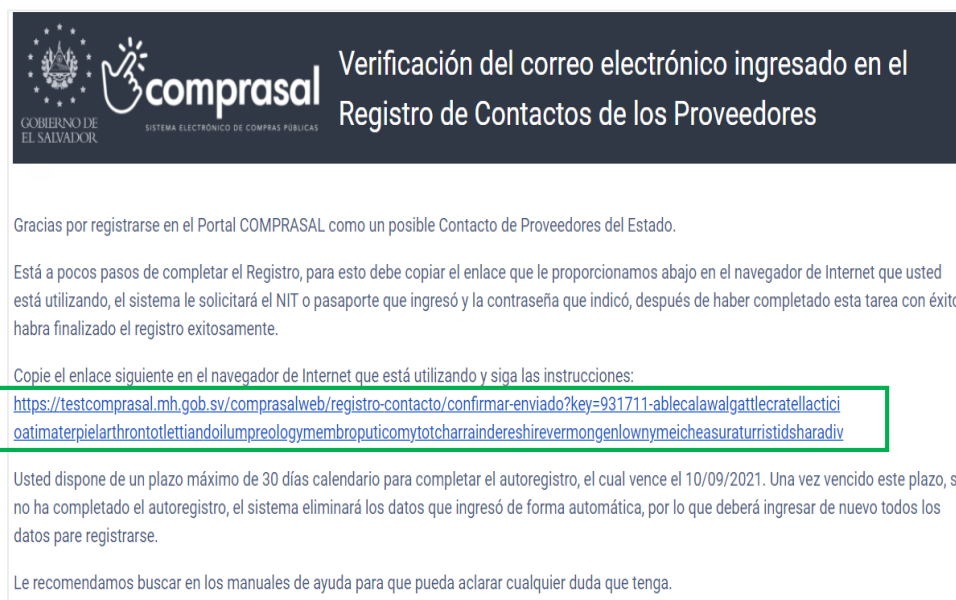 Verificación del correo electrónico ingresado en el
comprasal
Registro de Contactos de los Proveedores
GOBIERNO DE
EL SALVADOR
SISTEMA ELECTRÓNICO DE COMPRAS PÚBLICAS
Gracias por registrarse en el Portal COMPRASAL como un posible Contacto de Proveedores del Estado.
Está a pocos pasos de completar el Registro, para esto debe copiar el enlace que le proporcionamos abajo en el navegador de Internet que usted
está utilizando, el sistema le solicitará el NIT o pasaporte que ingresó y la contraseña que indicó, después de haber completado esta tarea con éxito
habra finalizado el registro exitosamente.
Copie el enlace siguiente en el navegador de Internet que está utilizando y siga las instrucciones:
https://testcomprasal.mh.gob.sv/comprasalweb/registro-contacto/confirmar-enviado?key=931711-ablecalawalgattlecratellactici
oatimaterpielarthrontotlettiandoilumpreologymembroputicomytotcharraindereshirevermongenlownymeicheasuraturristidsharadiv
Usted dispone de un plazo máximo de 30 días calendario para completar el autoregistro, el cual vence el 10/09/2021. Una vez vencido este plazo, s
no ha completado el autoregistro, el sistema eliminará los datos que ingresó de forma automática, por lo que deberá ingresar de nuevo todos los
datos pare registrarse.
Le recomendamos buscar en los manuales de ayuda para que pueda aclarar cualquier duda que tenga.